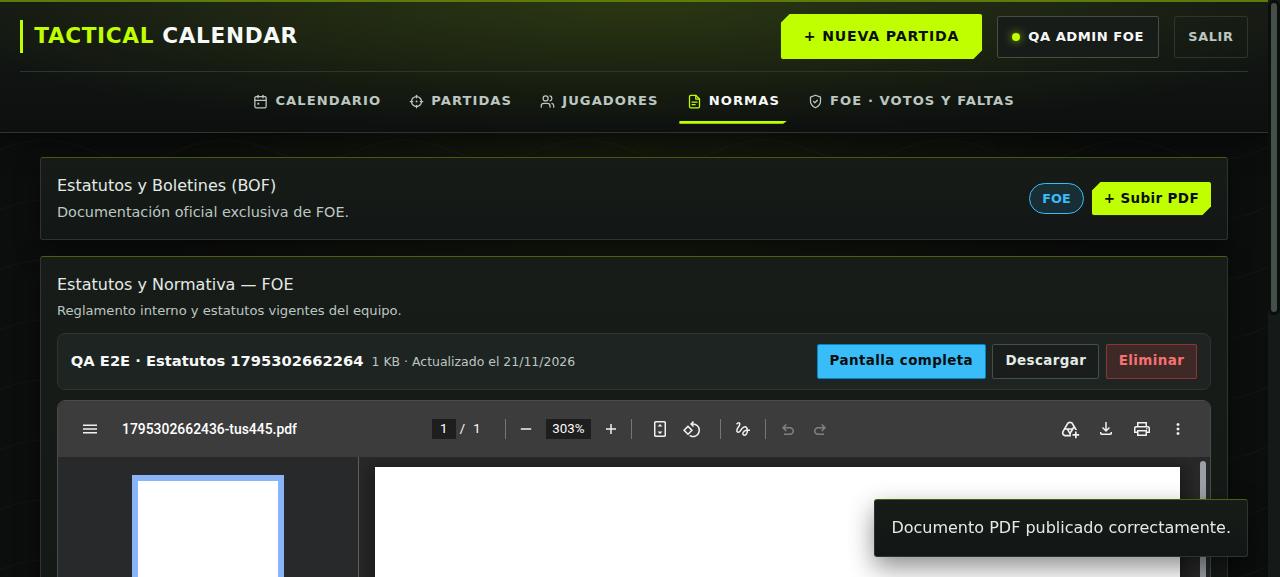 TACTICAL CALENDAR
+ NUEVA PARTIDA
QA ADMIN FOE
SALIR
CALENDARIO
PARTIDAS
JUGADORES
NORMAS
FOE · VOTOS Y FALTAS
Estatutos y Boletines (BOF)
Documentación oficial exclusiva de FOE.
FOE
+ Subir PDF
Estatutos y Normativa — FOE
Reglamento interno y estatutos vigentes del equipo.
QA E2E · Estatutos 1795302662264 1 KB · Actualizado el 21/11/2026
Pantalla completa
Descargar
Eliminar
1795302662436-tus445.pdf
1 / 1
303%
Documento PDF publicado correctamente.